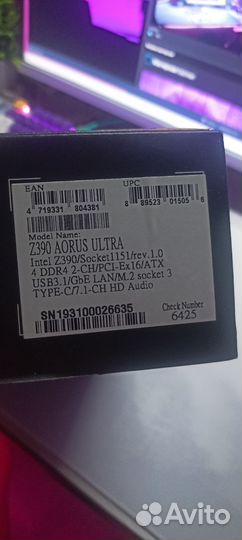 EAN
UPC
4 719331 804381
8 89523 01505 6
Model Name:
Z390 AORUS ULTRA
Intel Z390/Socket1151/rev.1.0
4 DDR4 2-CH/PCI-Ex16/ATX
USB3.1/GbE LAN/M.2 socket 3
TYPE-C/7.1-CH HD Audio
SN193100026635
Check Number
6425
Avito